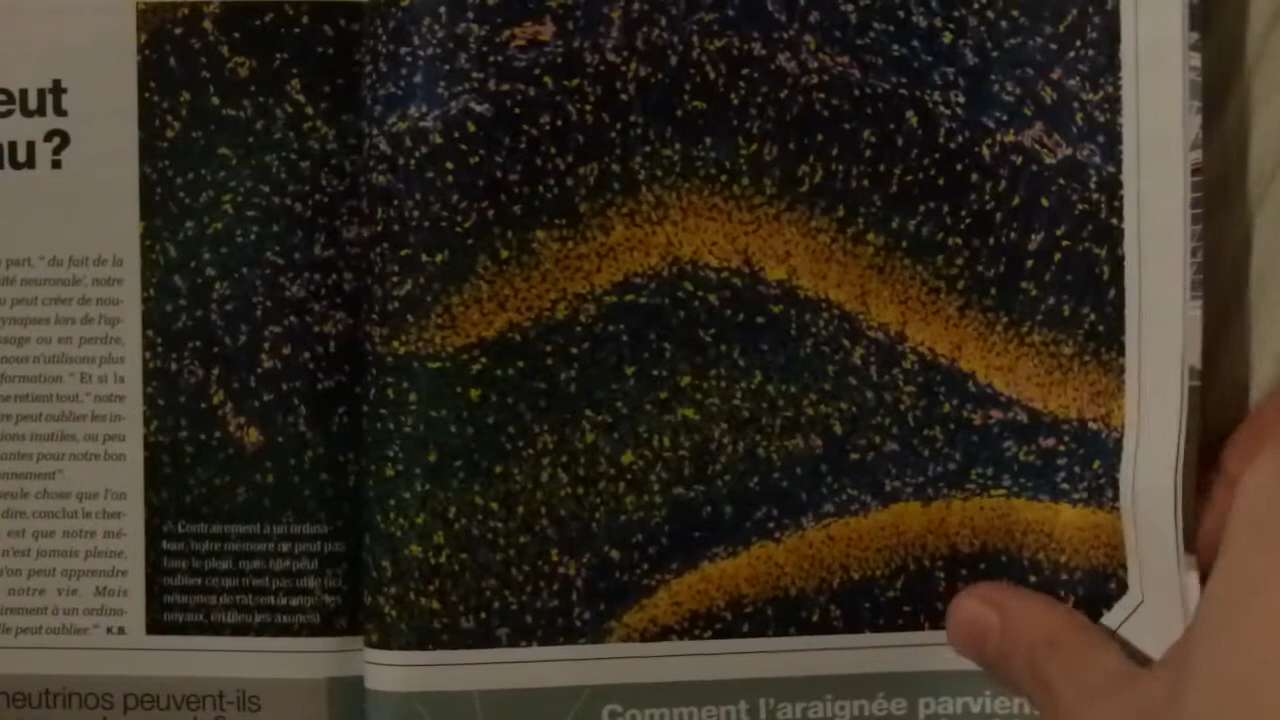 eut
au ?
part, “ du fait de la
ité neuronale’, notre
u peut créer de nou-
ynapses lors de l’ap-
ssage ou en perdre,
nous n’utilisons plus
formation.” Et si la
ne retient tout, “ notre
re peut oublier les in-
ions inutiles, ou peu
antes pour notre bon
onnement”.
seule chose que l’on
dire, conclut le cher-
est que notre mé-
n’est jamais pleine,
u’on peut apprendre
notre vie. Mais
irement à un ordina-
lle peut oublier.” K.B.
Contrairement à un ordina-
teur, notre mémoire ne peut pas
faire le plein, mais elle peut
oublier ce qui n’est pas utile (ici,
neurones de rat : en orange, les
noyaux, en bleu les axones)
neutrinos peuvent-ils
Comment l’araignée parvient